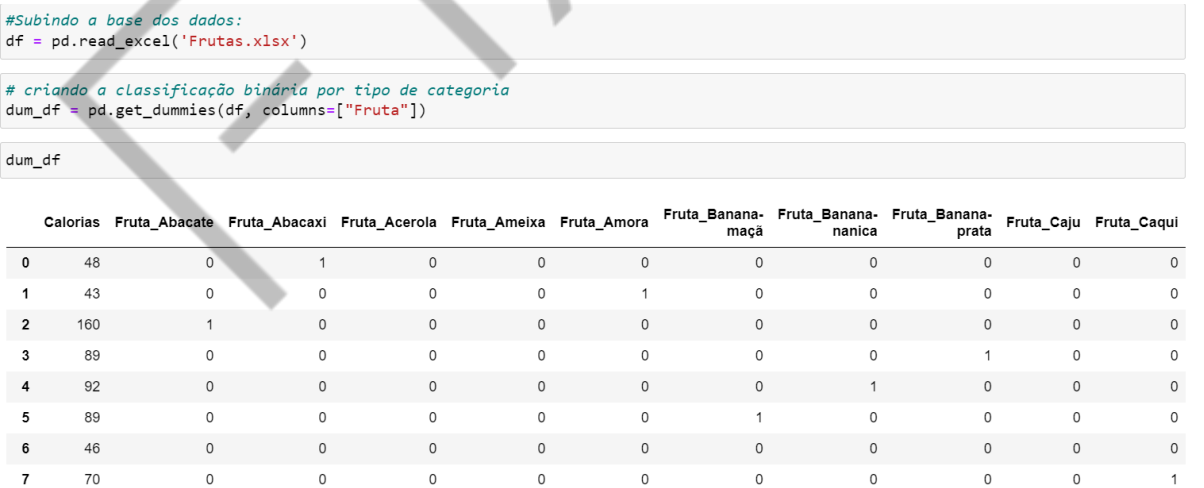 #Subindo a base dos dados:
df = pd.read_excel('Frutas.xlsx')
# criando a classificação binária por tipo de categoria
dum_df = pd.get_dummies(df, columns=["Fruta"])
dum_df
Calorias Fruta_Abacate Fruta_Abacaxi Fruta_Acerola Fruta_Ameixa Fruta_Amora Fruta_Banana-maçã Fruta_Banana-nanica Fruta_Banana-prata Fruta_Caju Fruta_Caqui
0 48 0 1 0 0 0 0 0 0 0 0
1 43 0 0 0 0 1 0 0 0 0 0
2 160 1 0 0 0 0 0 0 0 0 0
3 89 0 0 0 0 0 0 0 1 0 0
4 92 0 0 0 0 0 0 1 0 0 0
5 89 0 0 0 0 0 1 0 0 0 0
6 46 0 0 0 0 0 0 0 0 0 0
7 70 0 0 0 0 0 0 0 0 0 1